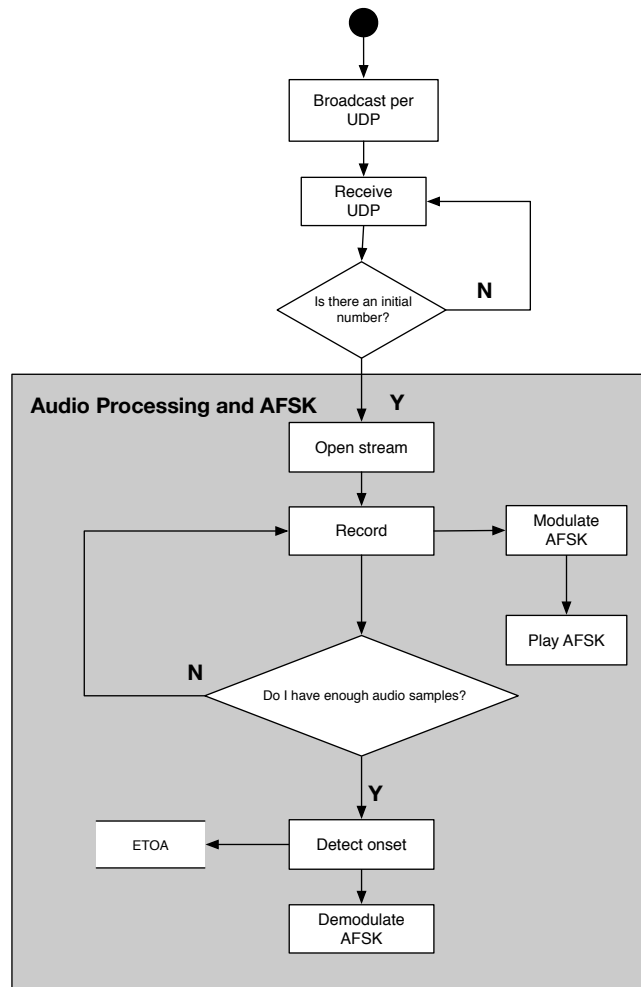 Broadcast per
UDP
Receive
UDP
Is there an initial
number?
N
Audio Processing and AFSK
Y
Open stream
Record
Modulate
AFSK
Play AFSK
N
Do I have enough audio samples?
Y
ETOA
Detect onset
Demodulate
AFSK